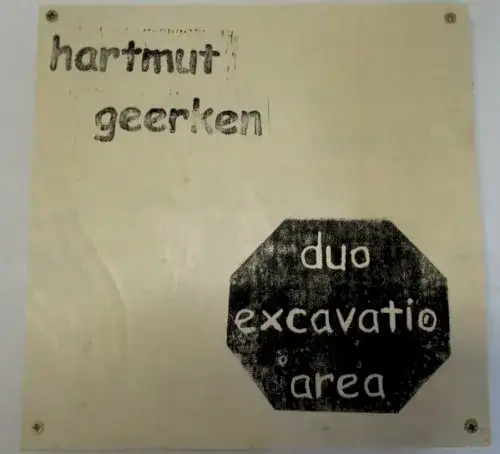 hartmut
geerken
duo
excavatio
area